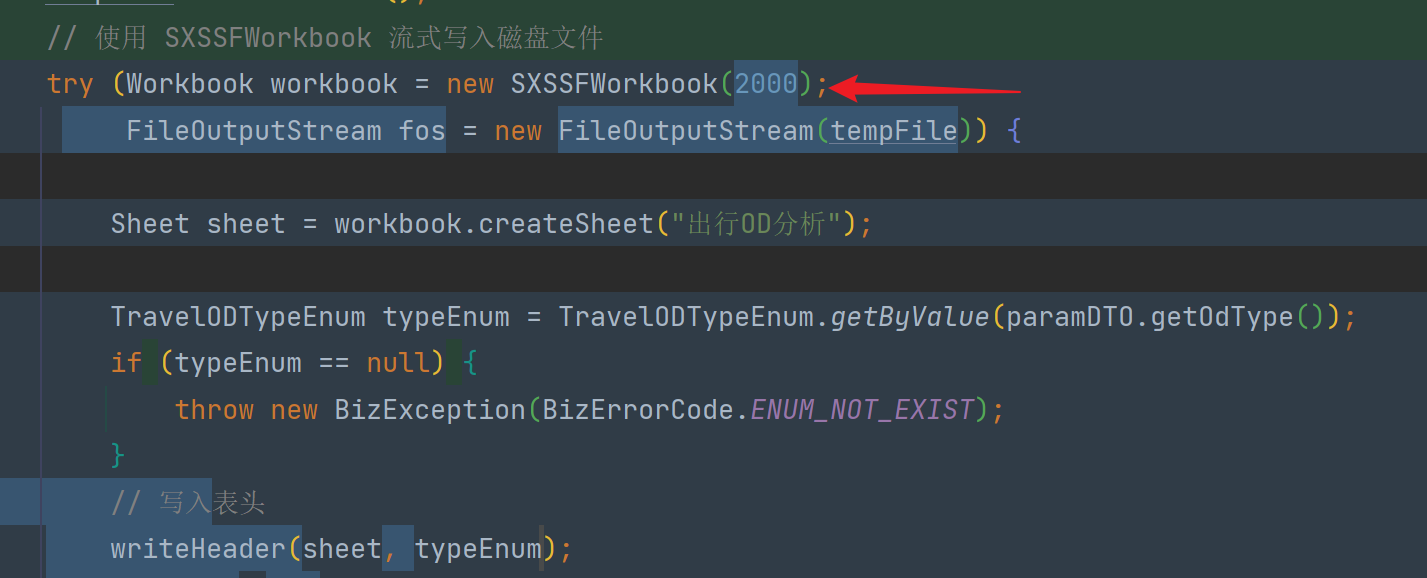 // 使用 SXSSFWorkbook 流式写入磁盘文件
try (Workbook workbook = new SXSSFWorkbook(2000);
FileOutputStream fos = new FileOutputStream(tempFile)) {
Sheet sheet = workbook.createSheet("出行OD分析");
TravelODTypeEnum typeEnum = TravelODTypeEnum.getByValue(paramDTO.getOdType());
if (typeEnum == null) {
throw new BizException(BizErrorCode.ENUM_NOT_EXIST);
}
// 写入表头
writeHeader(sheet, typeEnum);